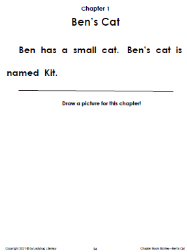 Chapter 1
Ben's Cat
Ben has a small cat. Ben's cat is
named Kit.
Draw a picture for this chapter!